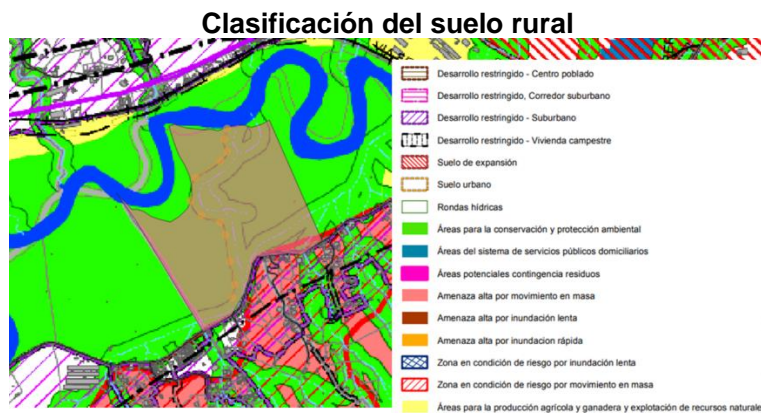 Clasificación del suelo rural
Desarrollo restringido - Centro poblado
Desarrollo restringido, Corredor suburbano
Desarrollo restringido - Suburbano
Desarrollo restringido - Vivienda campestre
Suelo de expansión
Suelo urbano
Rondas hídricas
Áreas para la conservación y protección ambiental
Áreas del sistema de servicios públicos domiciliarios
Áreas potenciales contingencia residuos
Amenaza alta por movimiento en masa
Amenaza alta por inundación lenta
Amenaza alta por inundacion rápida
Zona en condición de riesgo por inundación lenta
Zona en condición de riesgo por movimiento en masa
Áreas para la producción agrícola y ganadera y explotación de recursos naturale